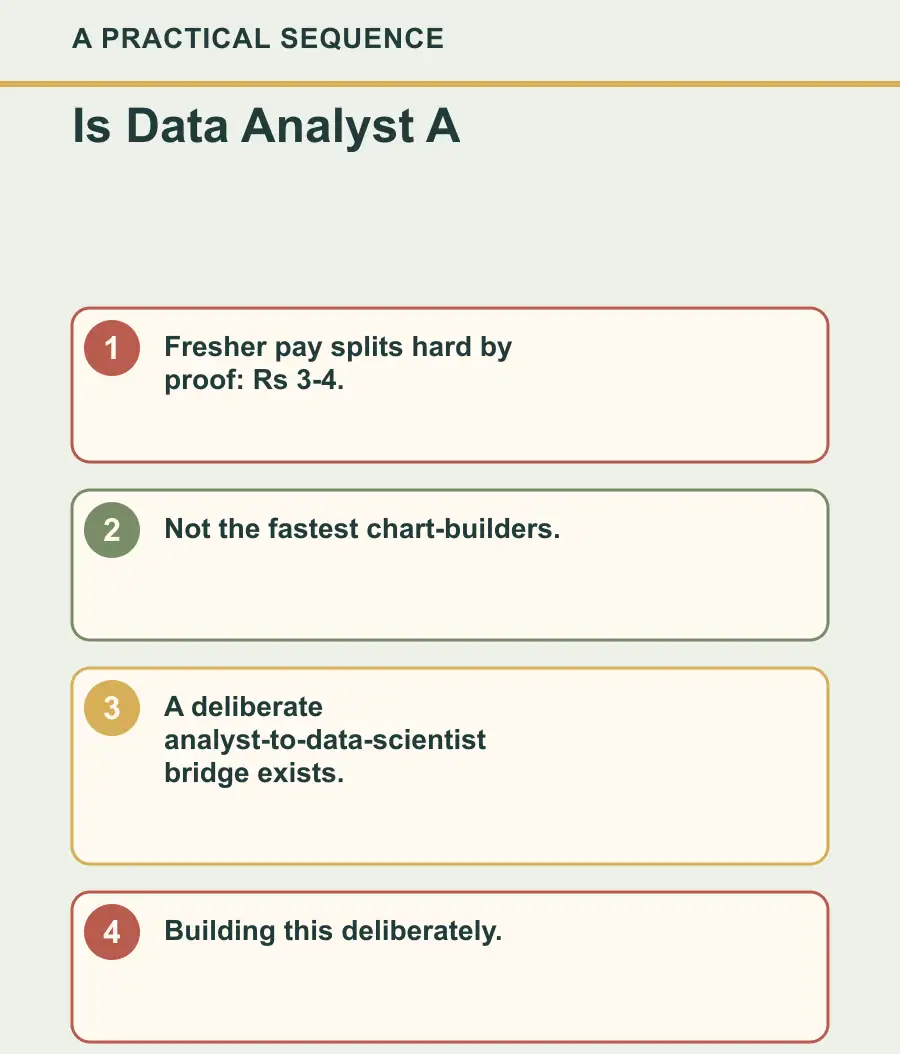 A PRACTICAL SEQUENCE
Is Data Analyst A
1
Fresher pay splits hard by
proof: Rs 3-4.
2
Not the fastest chart-builders.
3
A deliberate
analyst-to-data-scientist
bridge exists.
4
Building this deliberately.